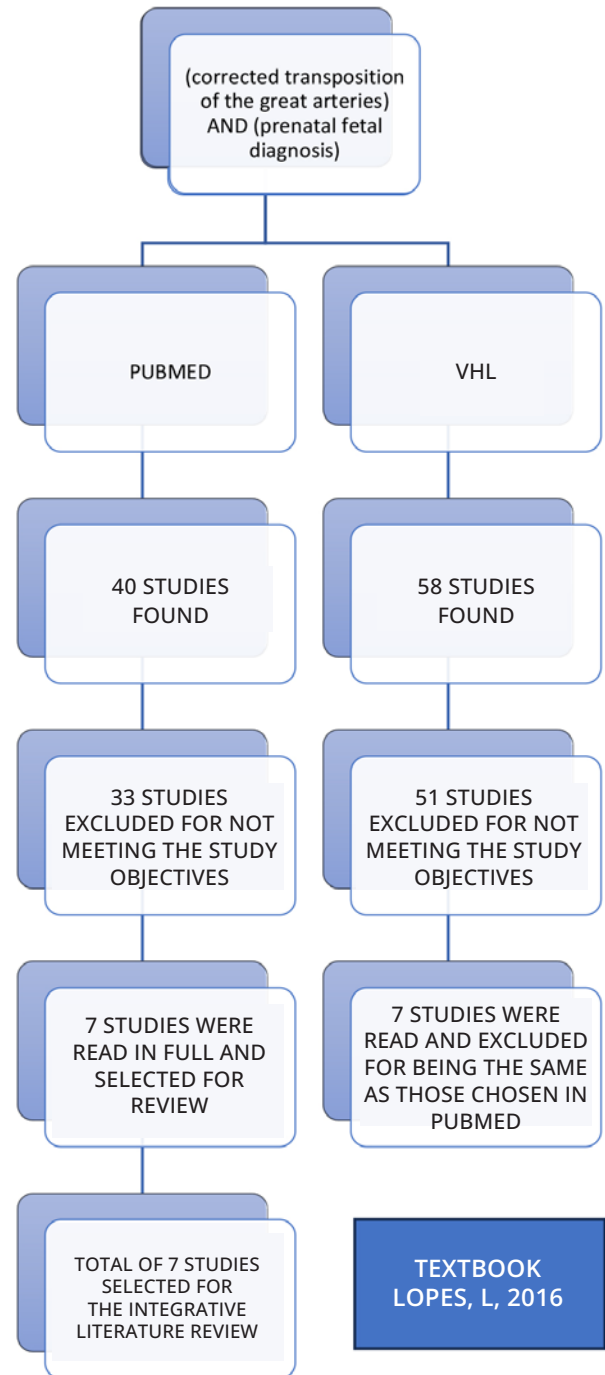 (corrected transposition
of the great arteries)
AND (prenatal fetal
diagnosis)
PUBMED
VHL
40 STUDIES
FOUND
58 STUDIES
FOUND
33 STUDIES
EXCLUDED FOR NOT
MEETING THE STUDY
OBJECTIVES
51 STUDIES
EXCLUDED FOR NOT
MEETING THE STUDY
OBJECTIVES
7 STUDIES WERE
READ IN FULL AND
SELECTED FOR
REVIEW
7 STUDIES WERE
READ AND EXCLUDED
FOR BEING THE SAME
AS THOSE CHOSEN IN
PUBMED
TOTAL OF 7 STUDIES
SELECTED FOR
THE INTEGRATIVE
LITERATURE REVIEW
TEXTBOOK
LOPES, L, 2016